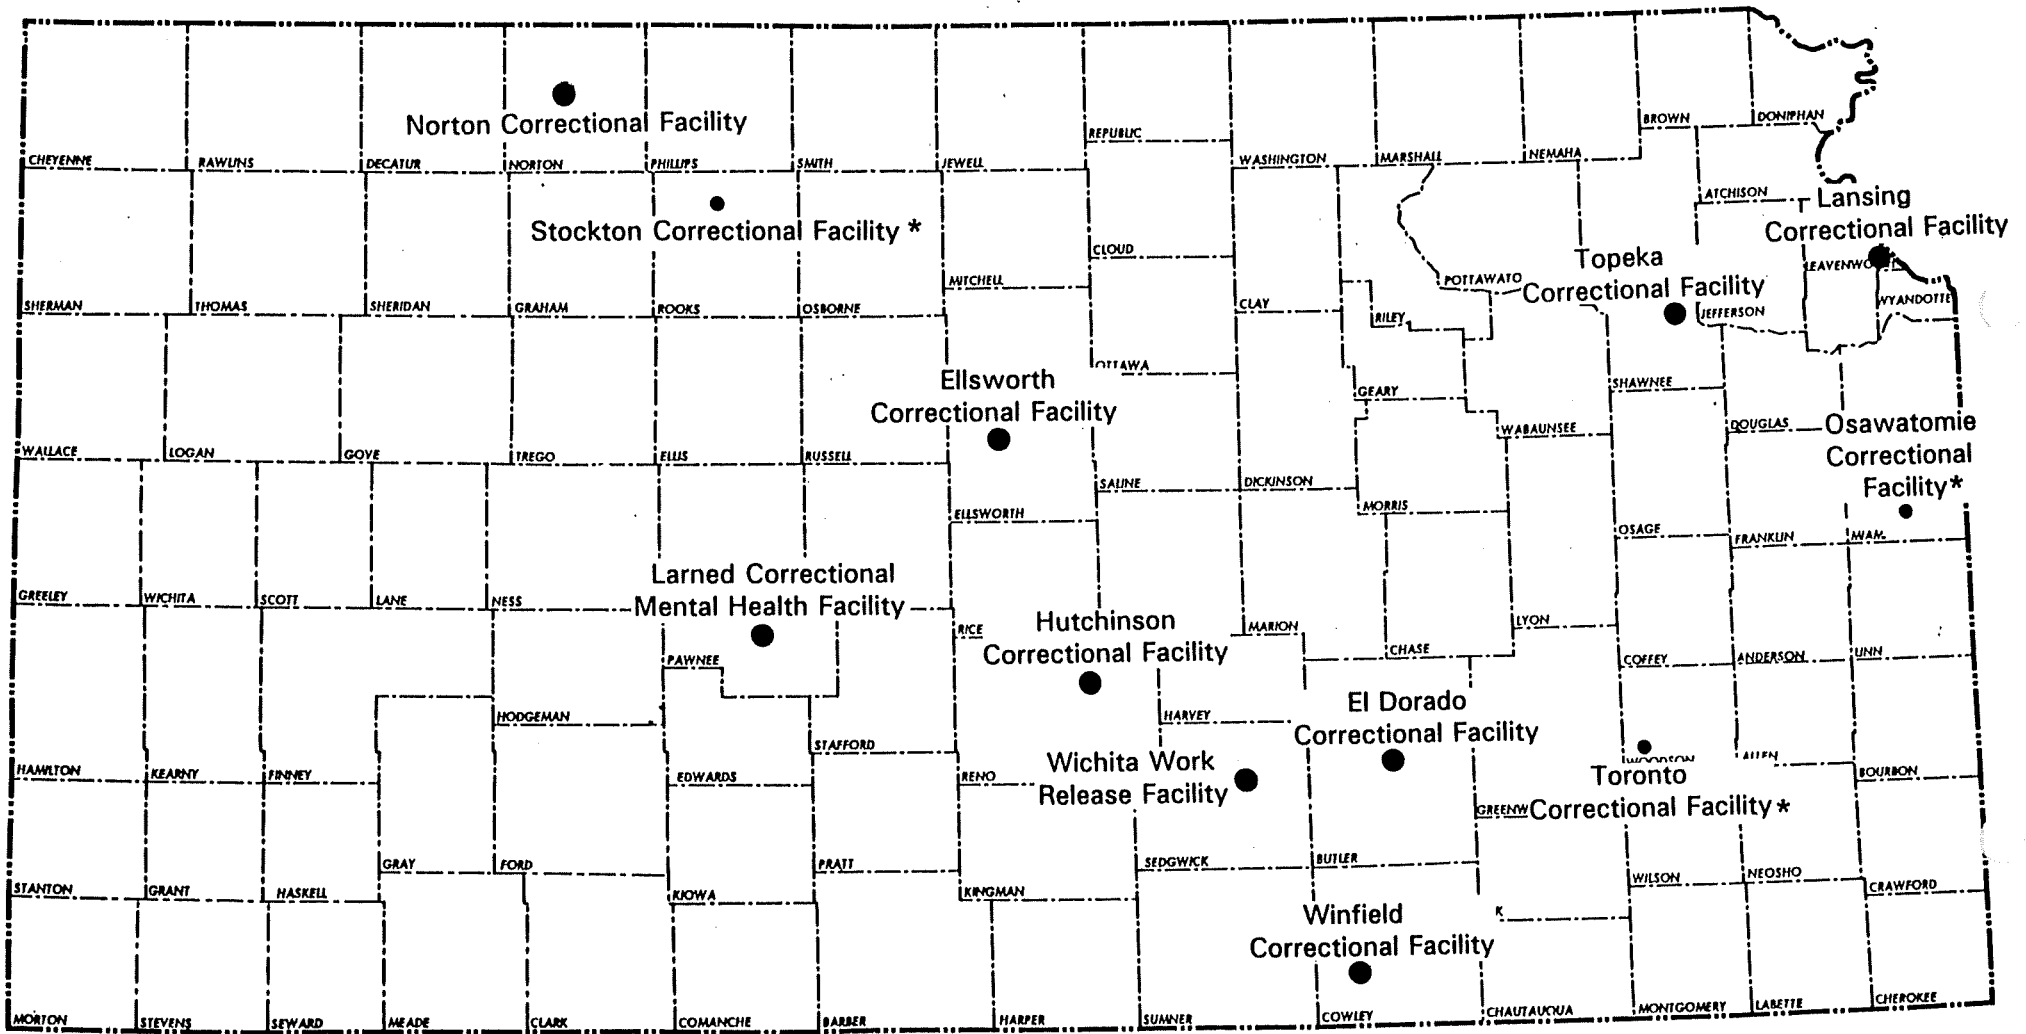 Norton Correctional Facility
REPUBLIC
BROWN
DONIPHAN
CHEYENNE
RAWLINS
DECATUR
NORTON
PHILLIPS
SMITH
JEWELL
WASHINGTON
MARSHALL
NEMAHA
ATCHISON
Lansing
Correctional Facility
Stockton Correctional Facility *
CLOUD
Topeka
Correctional Facility
LEAVENWO
MITCHELL
POTTAWATO
WYANDOTTE
SHERMAN
THOMAS
SHERIDAN
GRAHAM
ROOKS
OSBORNE
CLAY
RILEY
JEFFERSON
OTTAWA
Ellsworth
Correctional Facility
GEARY
SHAWNEE
WABAUNSEE
DOUGLAS
Osawatomie
Correctional
Facility*
WALLACE
LOGAN
GOVE
TREGO
ELLIS
RUSSELL
SALINE
DICKINSON
MORRIS
ELLSWORTH
OSAGE
FRANKLIN
MIAM
Larned Correctional
Mental Health Facility
GREELEY
WICHITA
SCOTT
LANE
NESS
RICE
Hutchinson
Correctional Facility
MARION
LYON
CHASE
PAWNEE
COFFEY
ANDERSON
LINN
El Dorado
Correctional Facility
HODGEMAN
HARVEY
STAFFORD
WOODSON
ALLEN
HAMILTON
KEARNY
FINNEY
EDWARDS
RENO
Wichita Work
Release Facility
BOURBON
Toronto
Correctional Facility *
GREENW
GRAY
FORD
PRATT
SEDGWICK
BUTLER
WILSON
NEOSHO
CRAWFORD
STANTON
GRANT
HASKELL
KIOWA
KINGMAN
K
Winfield
Correctional Facility
MORTON
STEVENS
SEWARD
MEADE
CLARK
COMANCHE
BARBER
HARPER
SUMNER
COWLEY
CHAUTAUQUA
MONTGOMERY
LABETTE
CHEROKEE